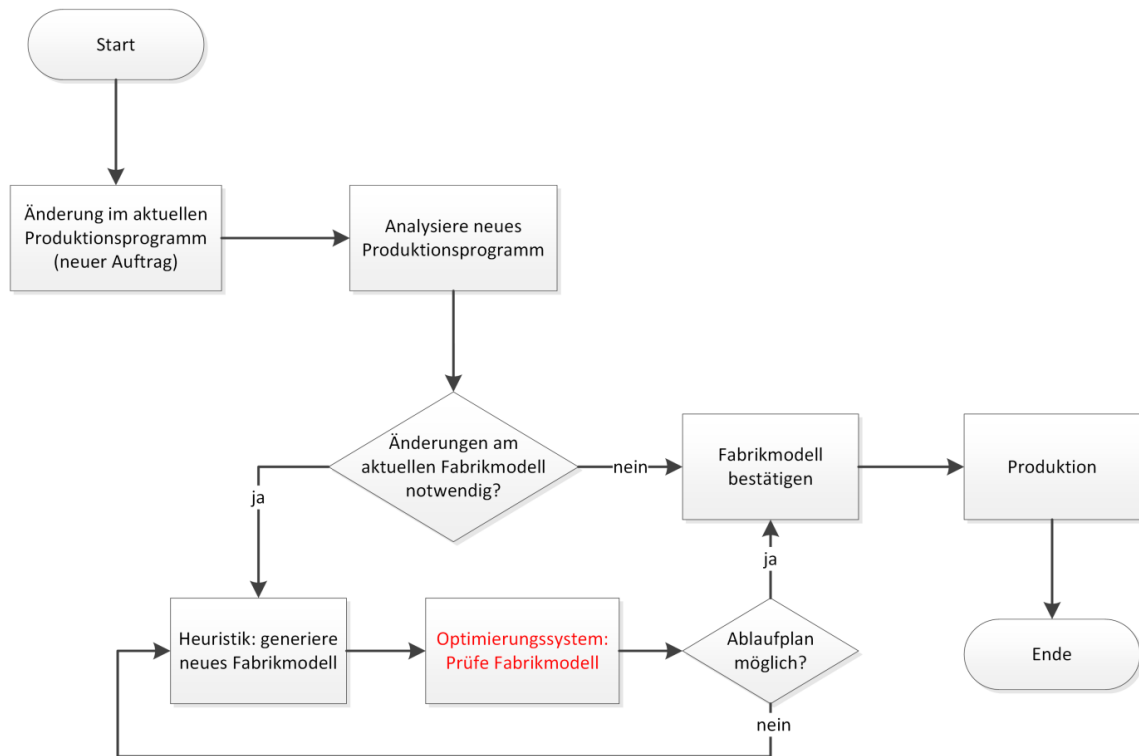 Start
Änderung im aktuellen
Produktionsprogramm
(neuer Auftrag)
Analysiere neues
Produktionsprogramm
Änderungen am
aktuellen Fabrikmodell
notwendig?
nein
ja
Fabrikmodell
bestätigen
Produktion
ja
Heuristik: generiere
neues Fabrikmodell
Optimierungssystem:
Prüfe Fabrikmodell
Ablaufplan
möglich?
nein
Ende